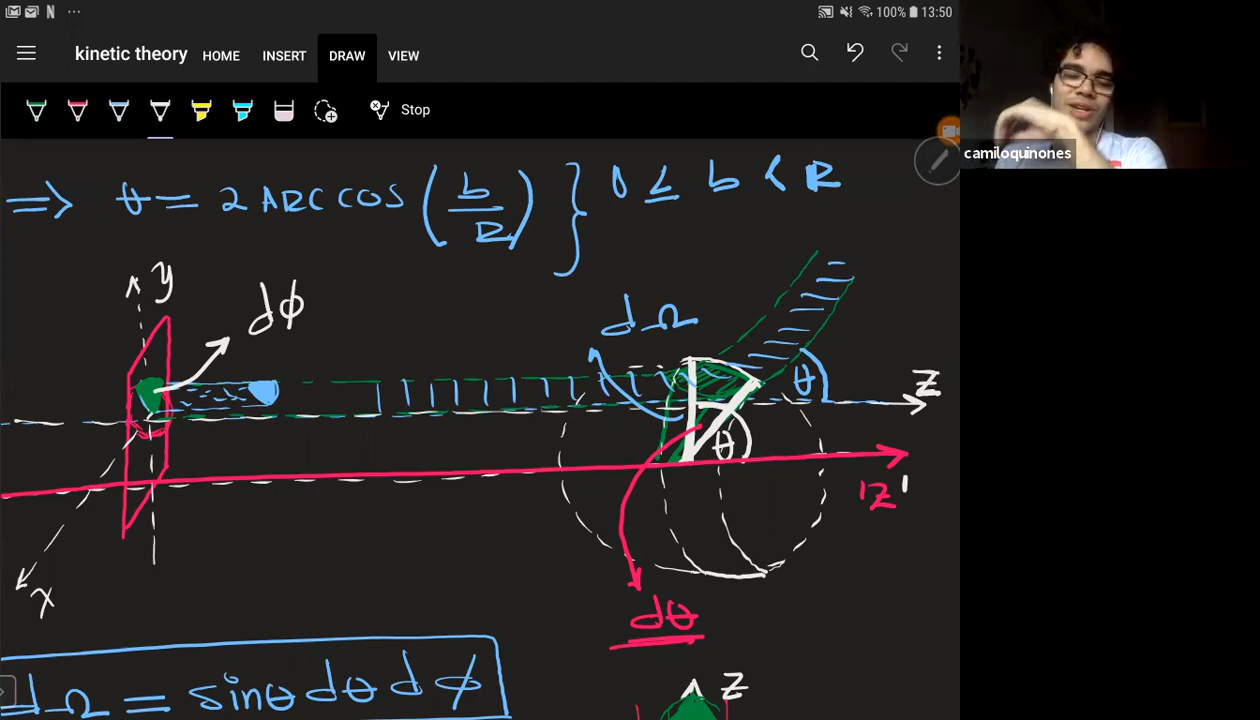 100% 13:50
kinetic theory HOME INSERT DRAW VIEW
Stop
camiloquinones
=> θ = 2 ARCCOS (b/R) } 0 ≤ b < R
y
dϕ
dΩ
θ
z
θ
z'
x
dθ
dΩ = sinθ dθ dϕ
z